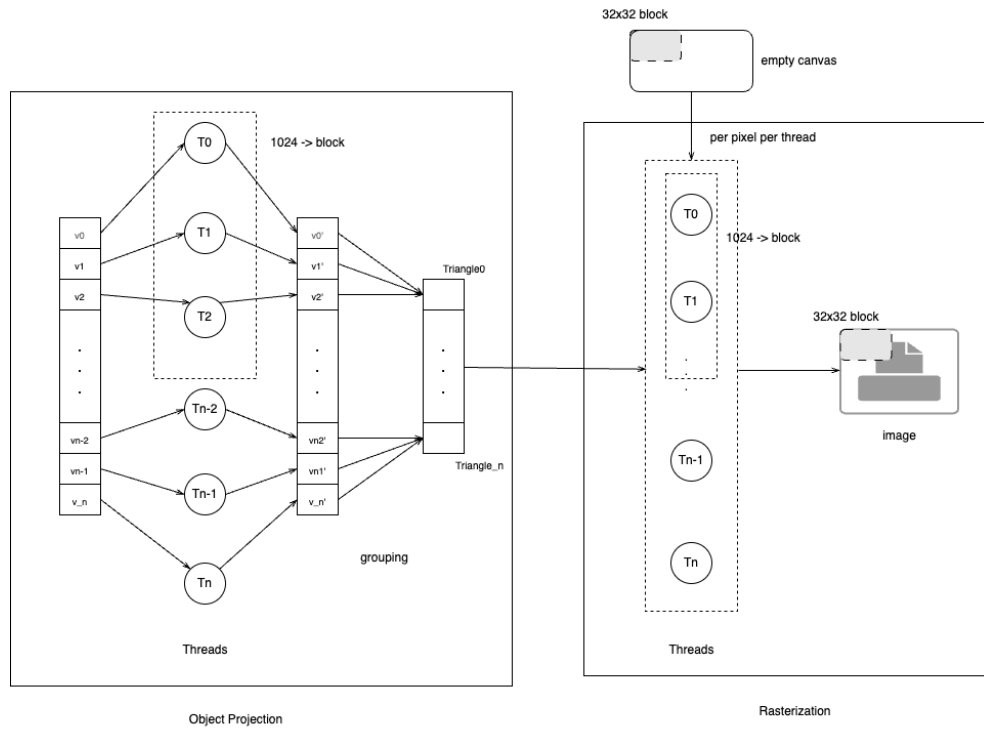 32x32 block
empty canvas
1024 -> block
T0
T1
T2
Tn-2
Tn-1
Tn
v0
v1
v2
.
.
.
vn-2
vn-1
v_n
v0'
v1'
v2'
.
.
.
vn2'
vn1'
v_n'
Triangle0
.
.
.
Triangle_n
grouping
Threads
Object Projection
per pixel per thread
T0
1024 -> block
T1
.
.
.
Tn-1
Tn
Threads
32x32 block
image
Rasterization